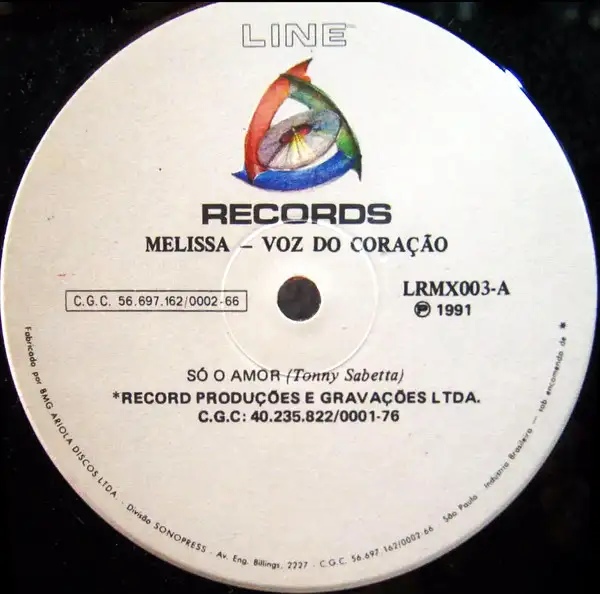 LINE
RECORDS
MELISSA – VOZ DO CORAÇÃO
C.G.C. 56.697.162/0002-66
LRMX003-A
℗ 1991
SÓ O AMOR (Tonny Sabetta)
*RECORD PRODUÇÕES E GRAVAÇÕES LTDA.
C.G.C: 40.235.822/0001-76
Fabricado por BMG ARIOLA DISCOS LTDA. - Divisão SONOPRESS - Av. Eng. Billings, 2227 - C.G.C. 56.697.162/0002-66 São Paulo Indústria Brasileira – sob encomenda de *